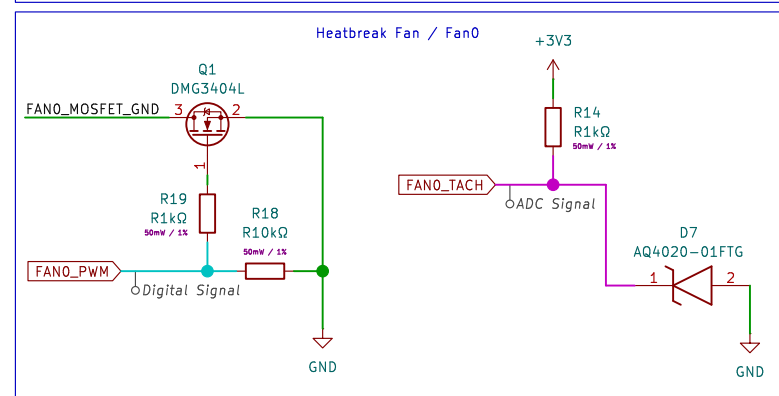 Heatbreak Fan / Fan0
+3V3
Q1
DMG3404L
FAN0_MOSFET_GND
3
2
1
R14
R1kΩ
50mW / 1%
R19
R1kΩ
50mW / 1%
R18
R10kΩ
50mW / 1%
FAN0_TACH
ADC Signal
FAN0_PWM
Digital Signal
D7
AQ4020-01FTG
1
2
GND
GND